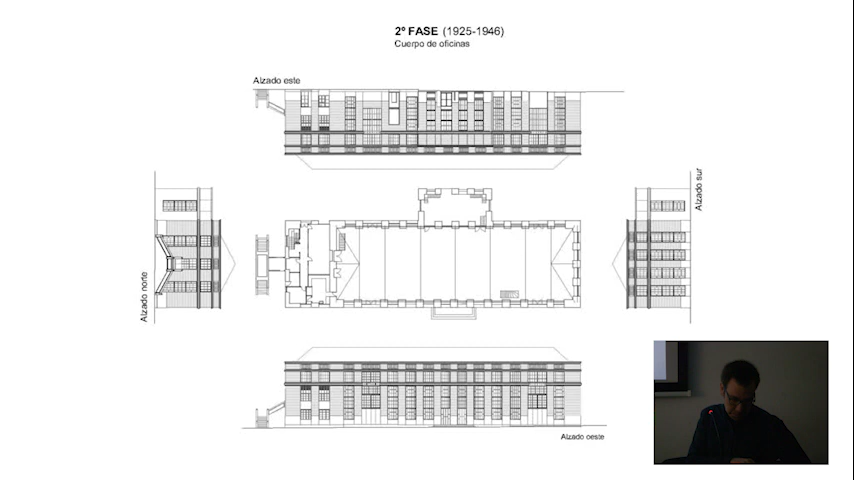 2º FASE (1925-1946)
Cuerpo de oficinas
Alzado este
Alzado sur
Alzado norte
Alzado oeste